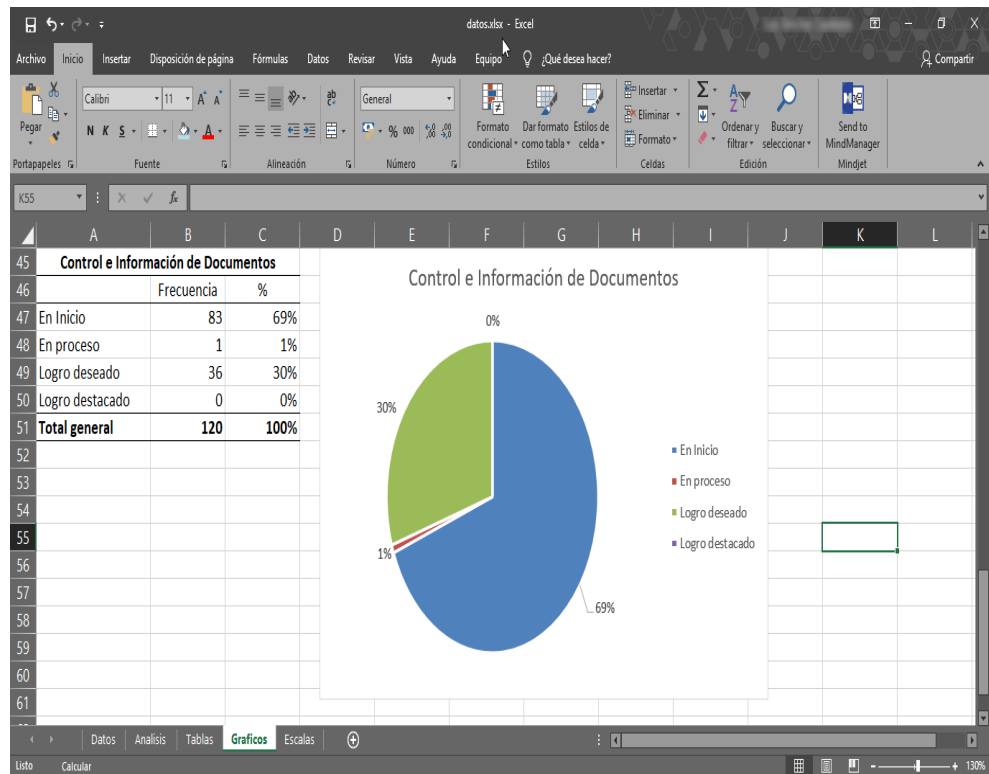 datos.xlsx - Excel
Archivo Inicio Insertar Disposición de página Fórmulas Datos Revisar Vista Ayuda Equipo ¿Qué desea hacer? Compartir
Pegar
Calibri 11 A A
N K S A
ab
General
% 000
Formato condicional
Dar formato como tabla
Estilos de celda
Insertar
Eliminar
Formato
Ordenar y filtrar
Buscar y seleccionar
Send to MindManager
Portapapeles Fuente Alineación Número Estilos Celdas Edición Mindjet
K55 fx
A B C D E F G H I J K L
45 Control e Información de Documentos
46 Frecuencia %
47 En Inicio 83 69%
48 En proceso 1 1%
49 Logro deseado 36 30%
50 Logro destacado 0 0%
51 Total general 120 100%
52
53
54
55
56
57
58
59
60
61
Control e Información de Documentos
0%
30%
1%
69%
En Inicio
En proceso
Logro deseado
Logro destacado
Datos Analisis Tablas Graficos Escalas
Listo Calcular 130%